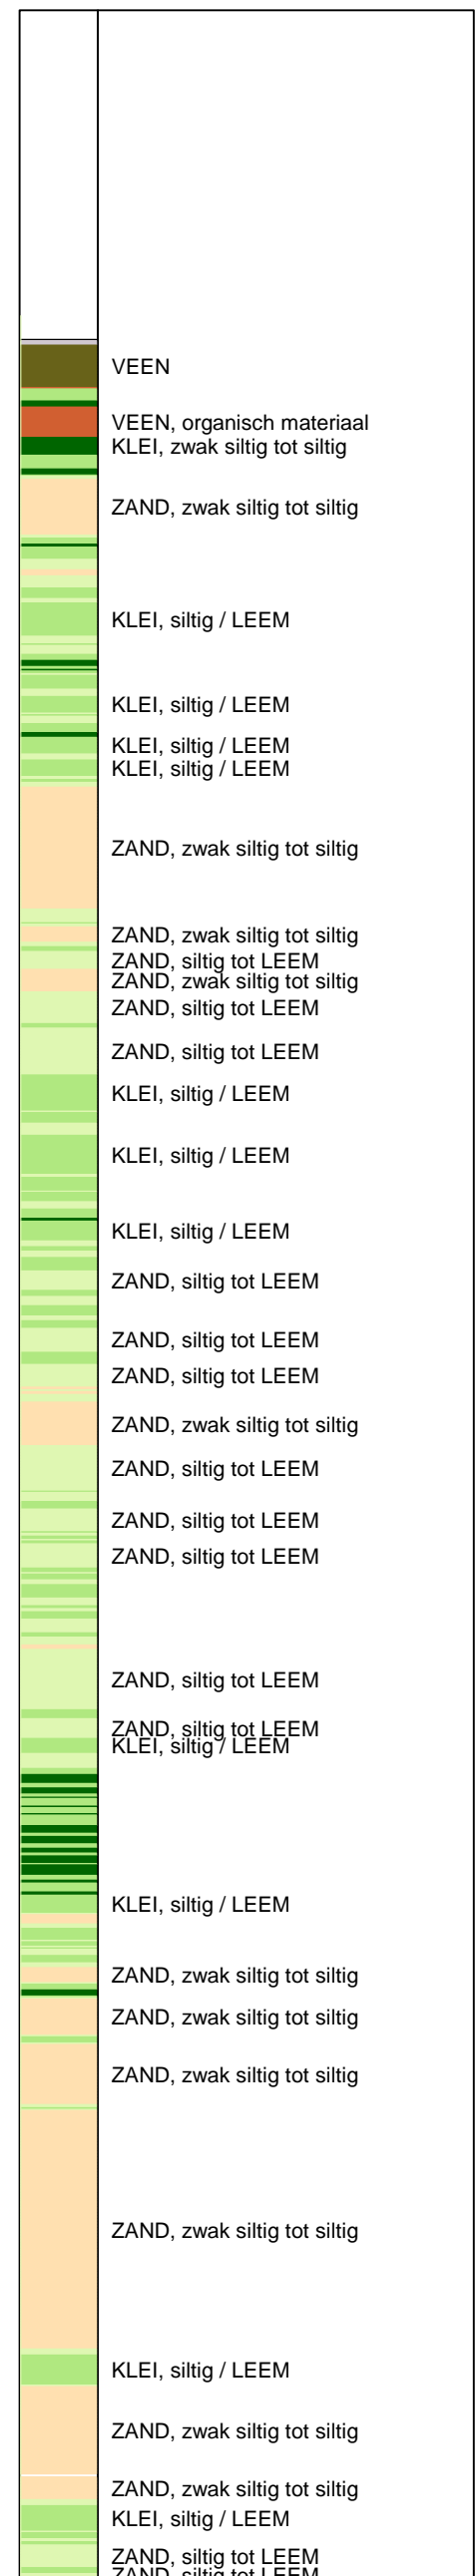 VEEN
VEEN, organisch materiaal
KLEI, zwak siltig tot siltig
ZAND, zwak siltig tot siltig
KLEI, siltig / LEEM
KLEI, siltig / LEEM
KLEI, siltig / LEEM
KLEI, siltig / LEEM
ZAND, zwak siltig tot siltig
ZAND, zwak siltig tot siltig
ZAND, siltig tot LEEM
ZAND, zwak siltig tot siltig
ZAND, siltig tot LEEM
ZAND, siltig tot LEEM
KLEI, siltig / LEEM
KLEI, siltig / LEEM
KLEI, siltig / LEEM
ZAND, siltig tot LEEM
ZAND, siltig tot LEEM
ZAND, siltig tot LEEM
ZAND, zwak siltig tot siltig
ZAND, siltig tot LEEM
ZAND, siltig tot LEEM
ZAND, siltig tot LEEM
ZAND, siltig tot LEEM
ZAND, siltig tot LEEM
KLEI, siltig / LEEM
KLEI, siltig / LEEM
ZAND, zwak siltig tot siltig
ZAND, zwak siltig tot siltig
ZAND, zwak siltig tot siltig
ZAND, zwak siltig tot siltig
KLEI, siltig / LEEM
ZAND, zwak siltig tot siltig
ZAND, zwak siltig tot siltig
KLEI, siltig / LEEM
ZAND, siltig tot LEEM
ZAND, siltig tot LEEM